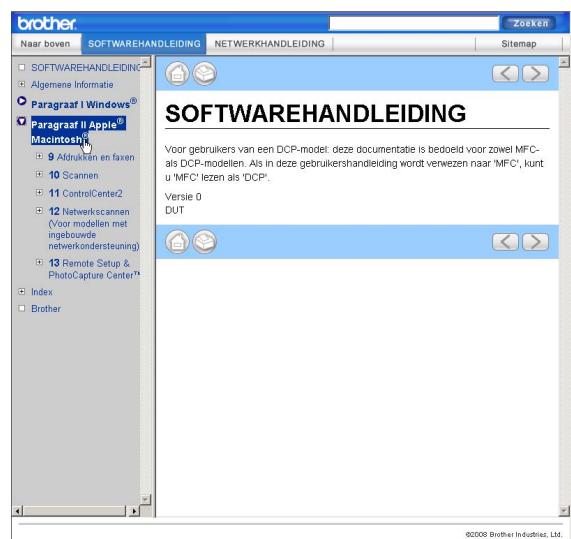 brother.
Zoeken
Naar boven
SOFTWAREHANDLEIDING
NETWERKHANDLEIDING
Sitemap
SOFTWAREHANDLEIDING
Algemene Informatie
Paragraaf I Windows®
Paragraaf II Apple®
Macintosh®
9 Afdrukken en faxen
10 Scannen
11 ControlCenter2
12 Netwerkscannen
(Voor modellen met
ingebouwde
netwerkondersteuning)
13 Remote Setup &
PhotoCapture Center™
Index
Brother
SOFTWAREHANDLEIDING
Voor gebruikers van een DCP-model: deze documentatie is bedoeld voor zowel MFC-
als DCP-modellen. Als in deze gebruikershandleiding wordt verwezen naar 'MFC', kunt
u 'MFC' lezen als 'DCP'.
Versie 0
DUT
©2008 Brother Industries, Ltd.